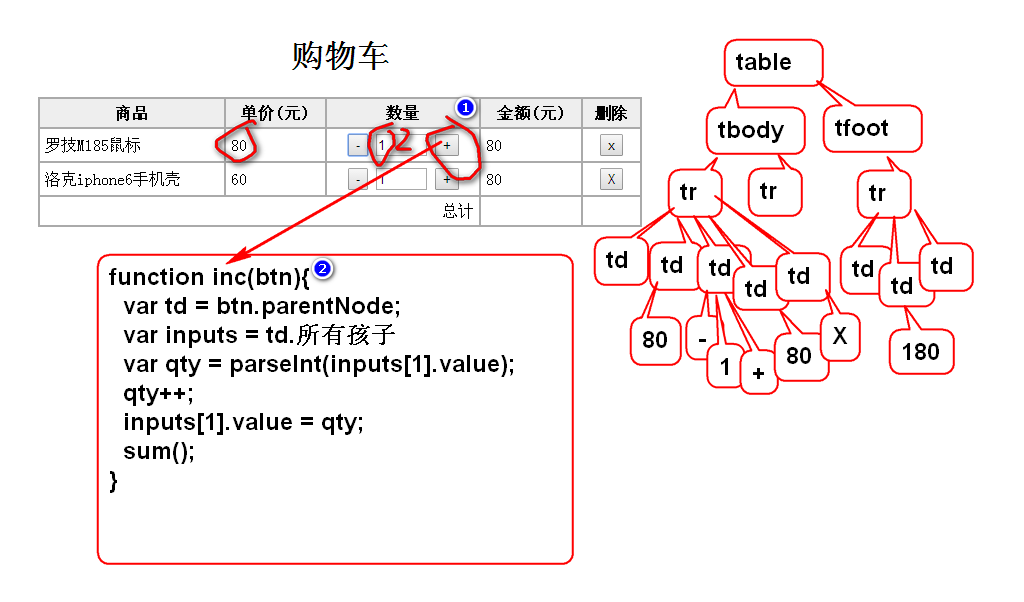 购物车
商品 单价(元) 数量 1 金额(元) 删除
罗技M185鼠标 80 - 1 2 + 80 x
洛克iphone6手机壳 60 - 1 + 80 X
总计
function inc(btn){ 2
var td = btn.parentNode;
var inputs = td.所有孩子
var qty = parseInt(inputs[1].value);
qty++;
inputs[1].value = qty;
sum();
}
table
tbody tfoot
tr tr tr
td td td td td td td td
80 - 1 + 80 X 180